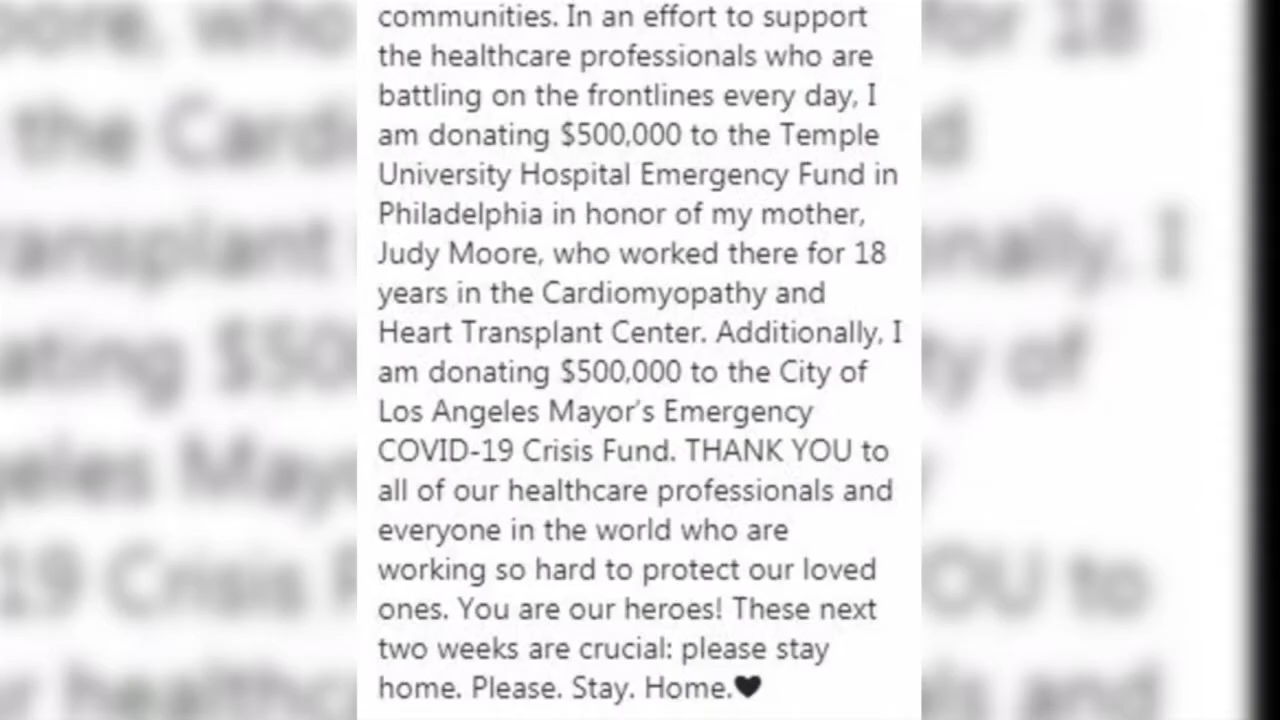 communities. In an effort to support
the healthcare professionals who are
battling on the frontlines every day, I
am donating $500,000 to the Temple
University Hospital Emergency Fund in
Philadelphia in honor of my mother,
Judy Moore, who worked there for 18
years in the Cardiomyopathy and
Heart Transplant Center. Additionally, I
am donating $500,000 to the City of
Los Angeles Mayor's Emergency
COVID-19 Crisis Fund. THANK YOU to
all of our healthcare professionals and
everyone in the world who are
working so hard to protect our loved
ones. You are our heroes! These next
two weeks are crucial: please stay
home. Please. Stay. Home.🖤